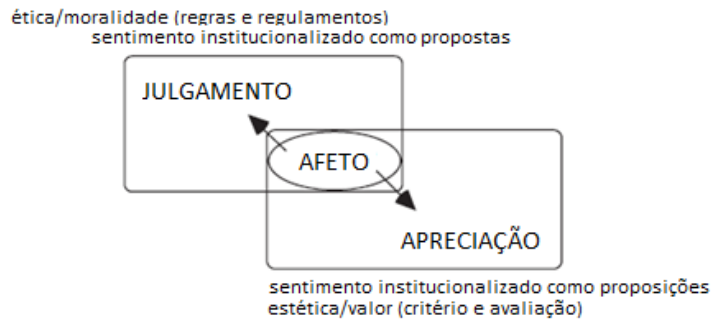 ética/moralidade (regras e regulamentos)
sentimento institucionalizado como propostas
JULGAMENTO
AFETO
APRECIAÇÃO
sentimento institucionalizado como proposições
estética/valor (critério e avaliação)